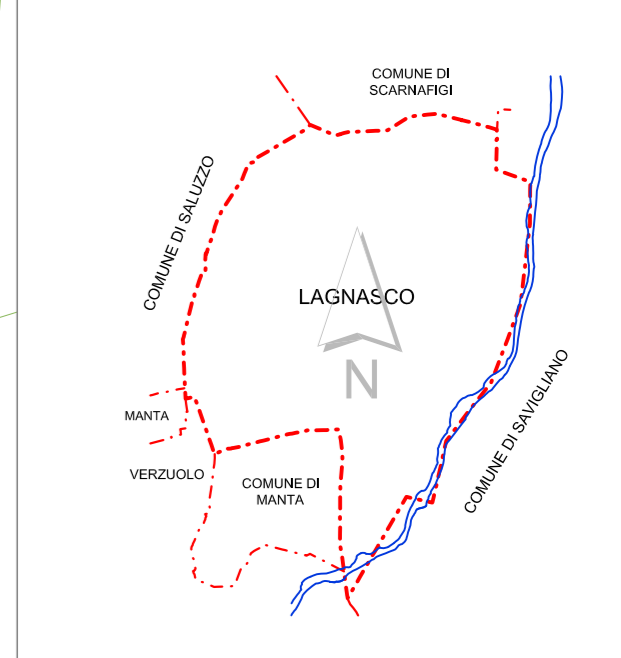 COMUNE DI
SCARNAFIGI
COMUNE DI SALUZZO
LAGNASCO
N
COMUNE DI SAVIGLIANO
MANTA
VERZUOLO
COMUNE DI
MANTA